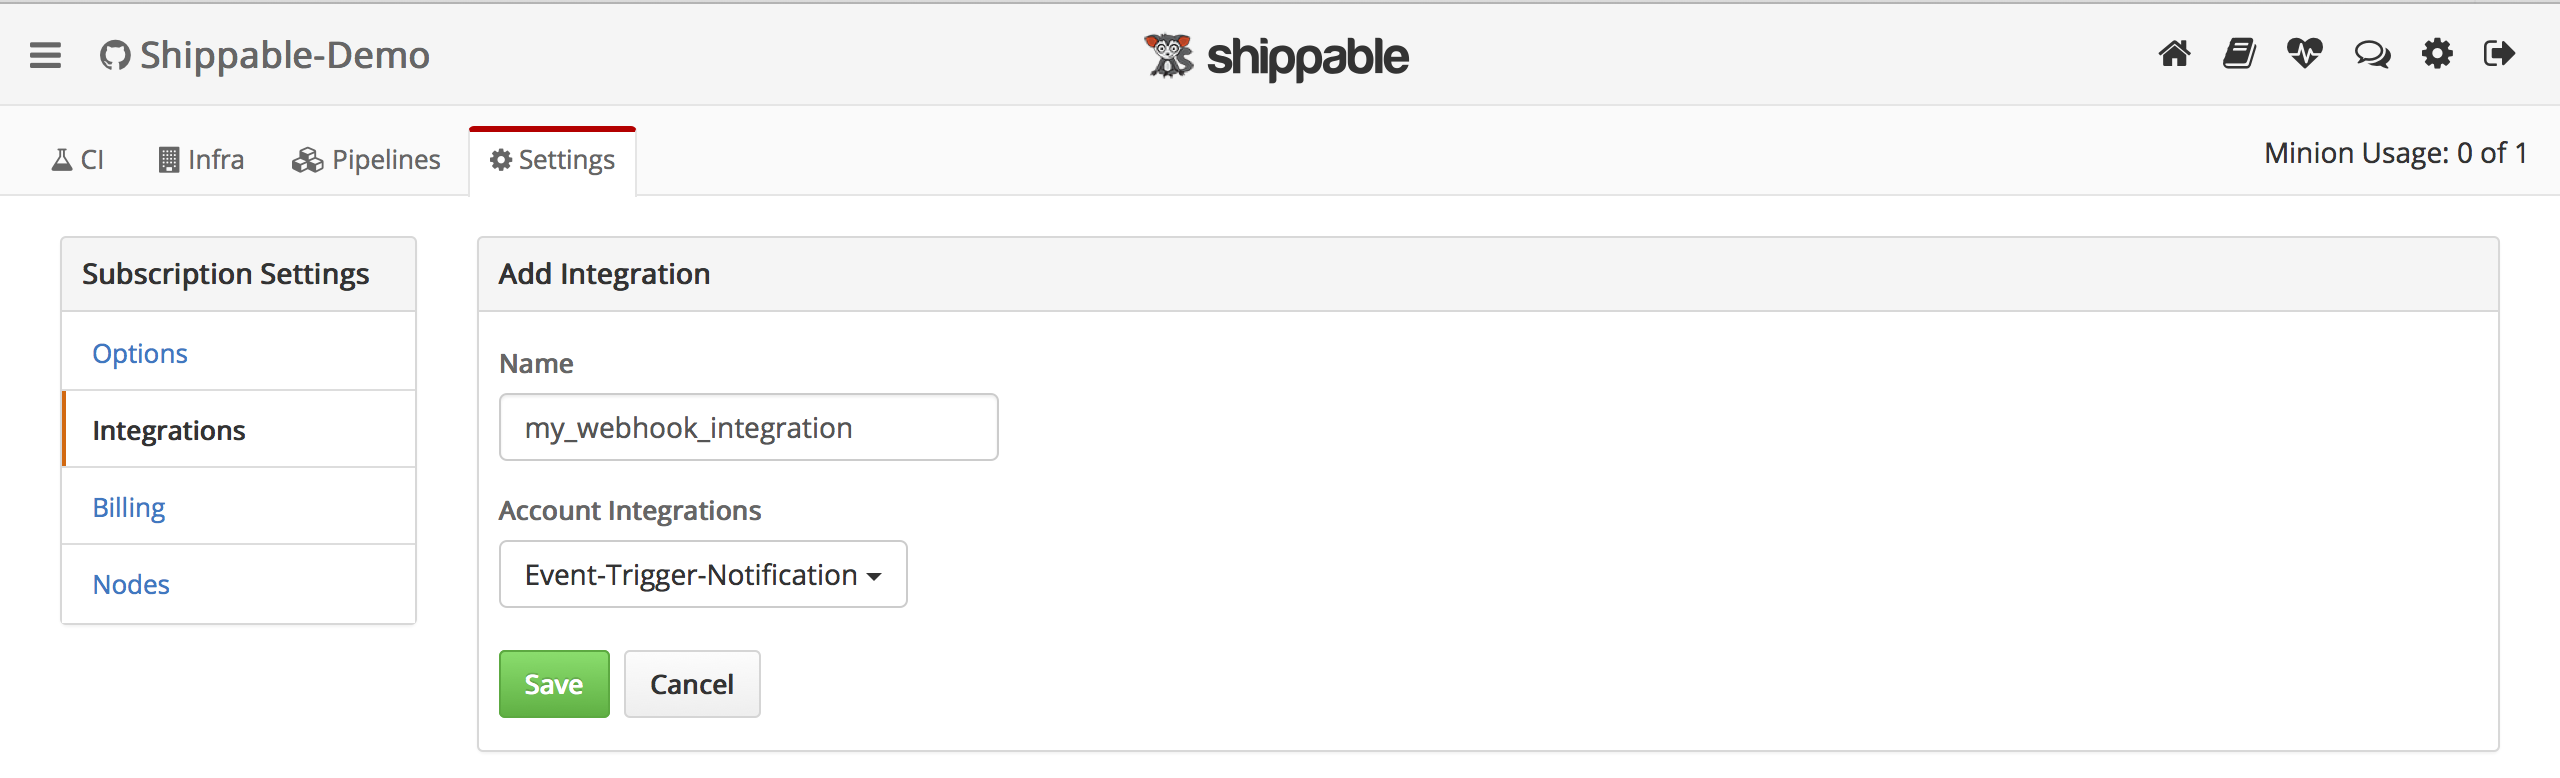 Shippable-Demo
shippable
CI Infra Pipelines Settings
Minion Usage: 0 of 1
Subscription Settings
Options
Integrations
Billing
Nodes
Add Integration
Name
my_webhook_integration
Account Integrations
Event-Trigger-Notification
Save Cancel